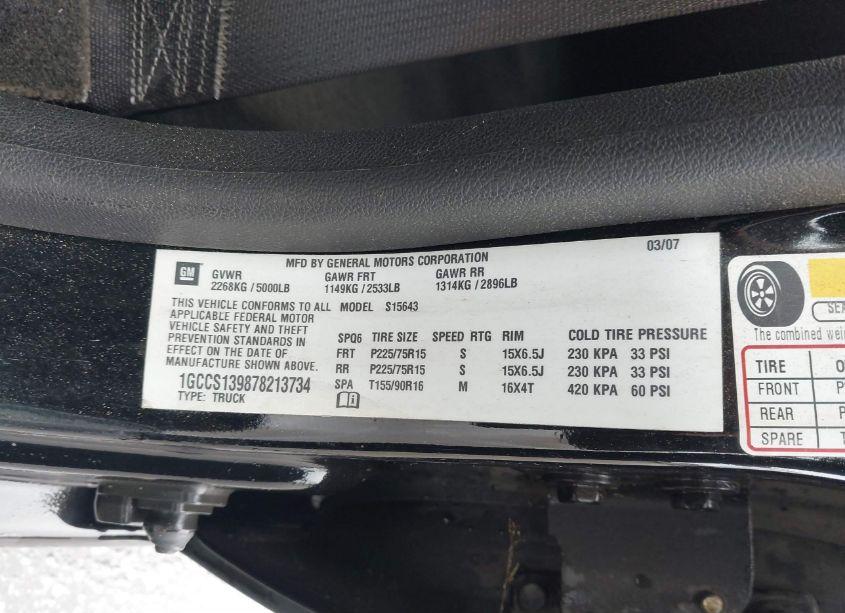 MFD BY GENERAL MOTORS CORPORATION 03/07
GM GVWR GAWR FRT GAWR RR
2268KG / 5000LB 1149KG / 2533LB 1314KG / 2896LB
THIS VEHICLE CONFORMS TO ALL MODEL S15643
APPLICABLE FEDERAL MOTOR
VEHICLE SAFETY AND THEFT
PREVENTION STANDARDS IN
EFFECT ON THE DATE OF
MANUFACTURE SHOWN ABOVE.
1GCCS139878213734
TYPE: TRUCK
SPQ6 TIRE SIZE SPEED RTG RIM COLD TIRE PRESSURE
FRT P225/75R15 S 15X6.5J 230 KPA 33 PSI
RR P225/75R15 S 15X6.5J 230 KPA 33 PSI
SPA T155/90R16 M 16X4T 420 KPA 60 PSI
The combined
TIRE
FRONT
REAR
SPARE